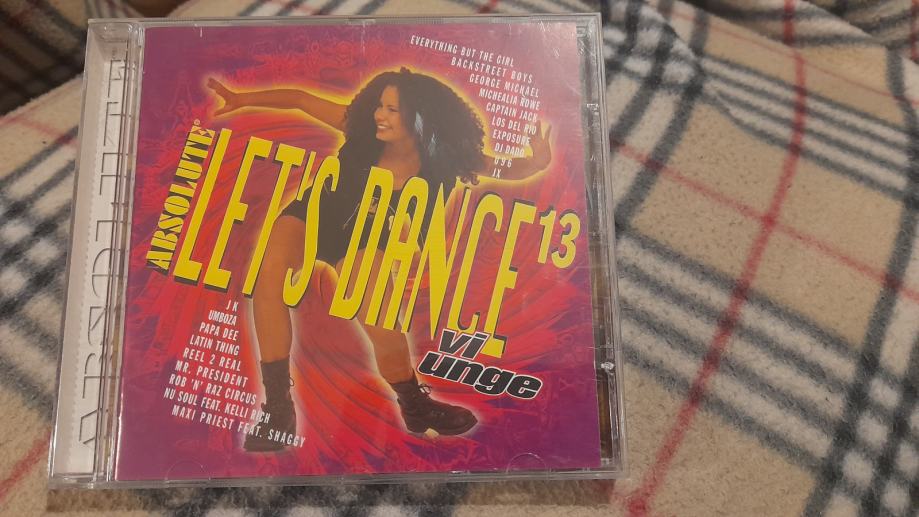 EVERYTHING BUT THE GIRL
BACKSTREET BOYS
GEORGE MICHAEL
MICHEALIA ROWE
CAPTAIN JACK
LOS DEL RIO
EXPOSURE
DJ DADO
U 96
JX
ABSOLUTE®
LET'S DANCE 13
vi
unge
J K
UMBOZA
PAPA DEE
LATIN THING
REEL 2 REAL
MR. PRESIDENT
ROB 'N' RAZ CIRCUS
NU SOUL FEAT. KELLI RICH
MAXI PRIEST FEAT. SHAGGY